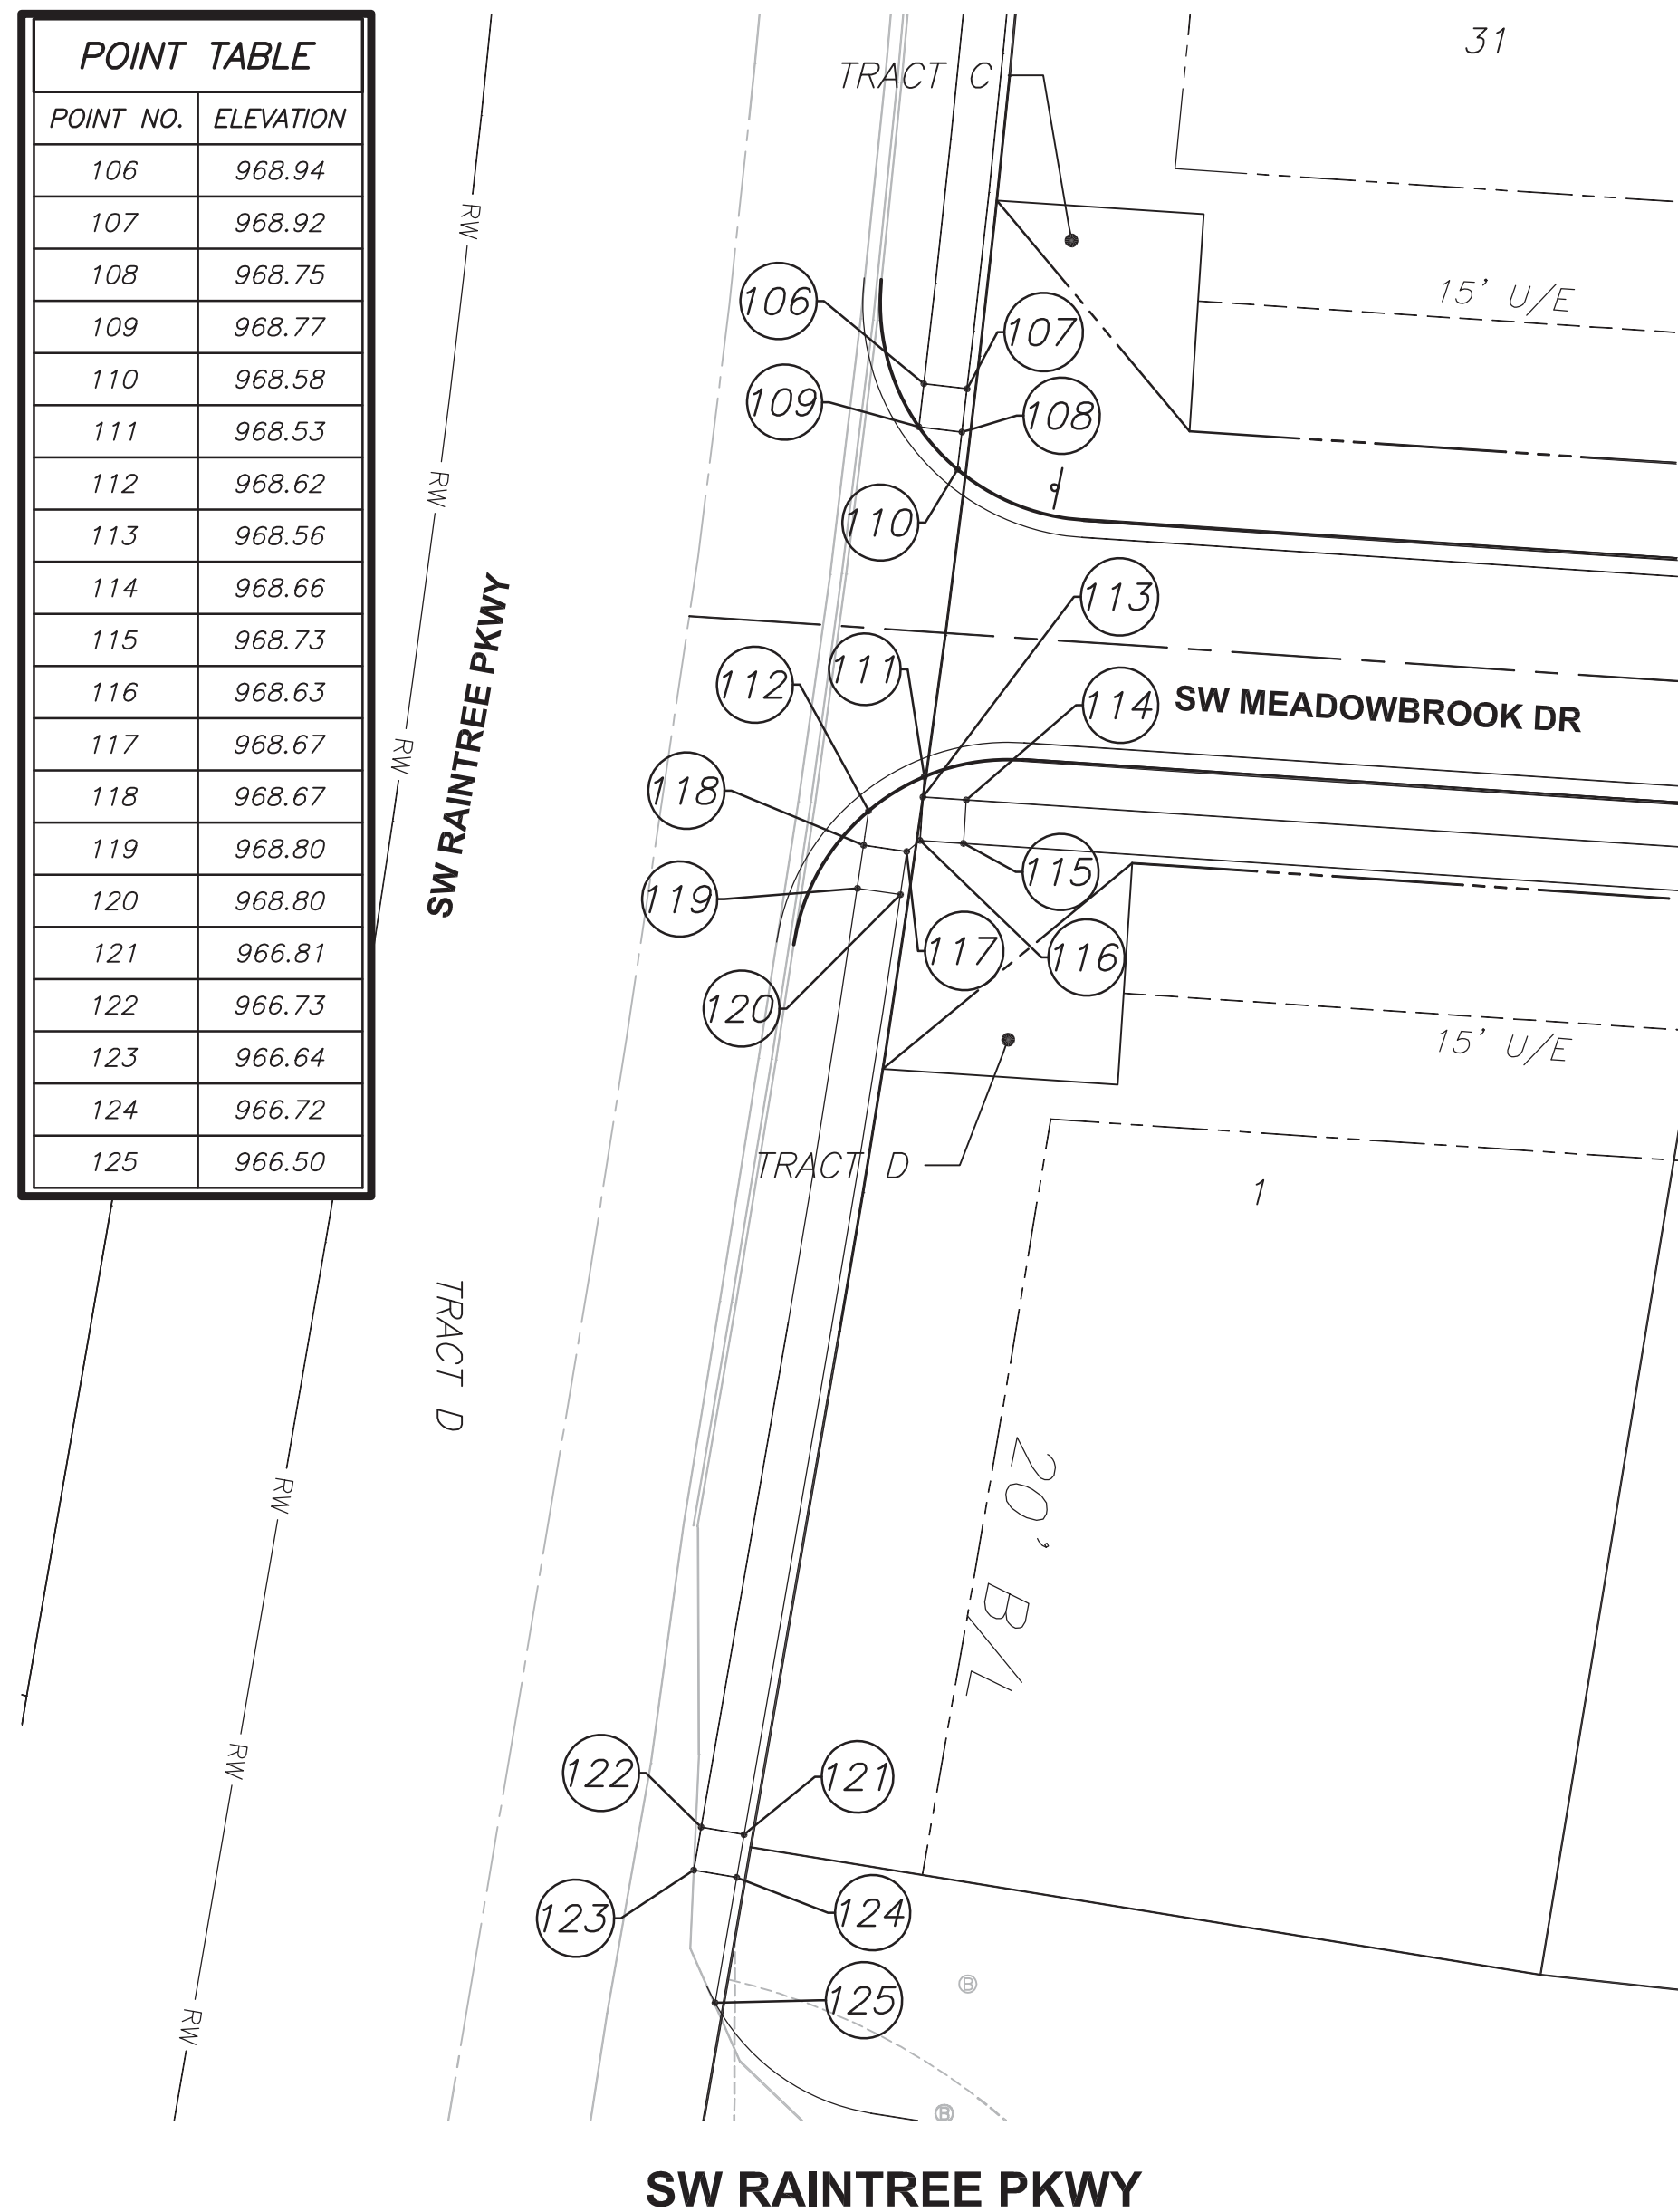 POINT TABLE
POINT NO. ELEVATION
106 968.94
107 968.92
108 968.75
109 968.77
110 968.58
111 968.53
112 968.62
113 968.56
114 968.66
115 968.73
116 968.63
117 968.67
118 968.67
119 968.80
120 968.80
121 966.81
122 966.73
123 966.64
124 966.72
125 966.50
31
TRACT C
RW
15' U/E
106
107
109
108
RW
110
113
111
112
114
SW MEADOWBROOK DR
SW RAINTREE PKWY
RW
118
115
119
117
116
120
15' U/E
TRACT D
1
TRACT D
20' B/L
RW
RW
122
121
123
124
125
B
RW
B
SW RAINTREE PKWY